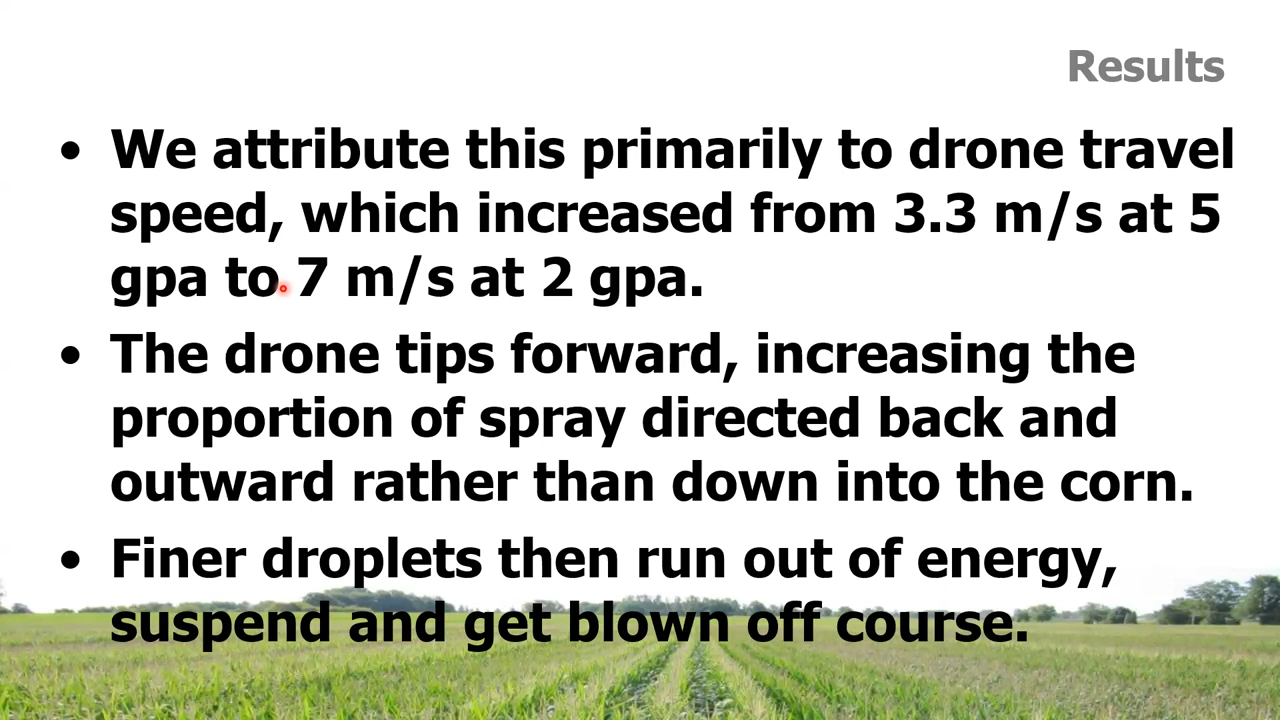 Results
• We attribute this primarily to drone travel
speed, which increased from 3.3 m/s at 5
gpa to 7 m/s at 2 gpa.
• The drone tips forward, increasing the
proportion of spray directed back and
outward rather than down into the corn.
• Finer droplets then run out of energy,
suspend and get blown off course.